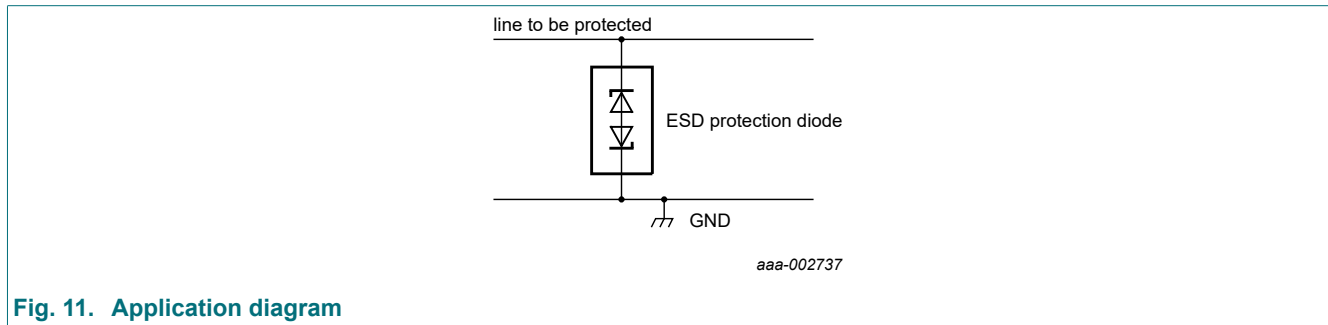 line to be protected
ESD protection diode
GND
aaa-002737
Fig. 11. Application diagram